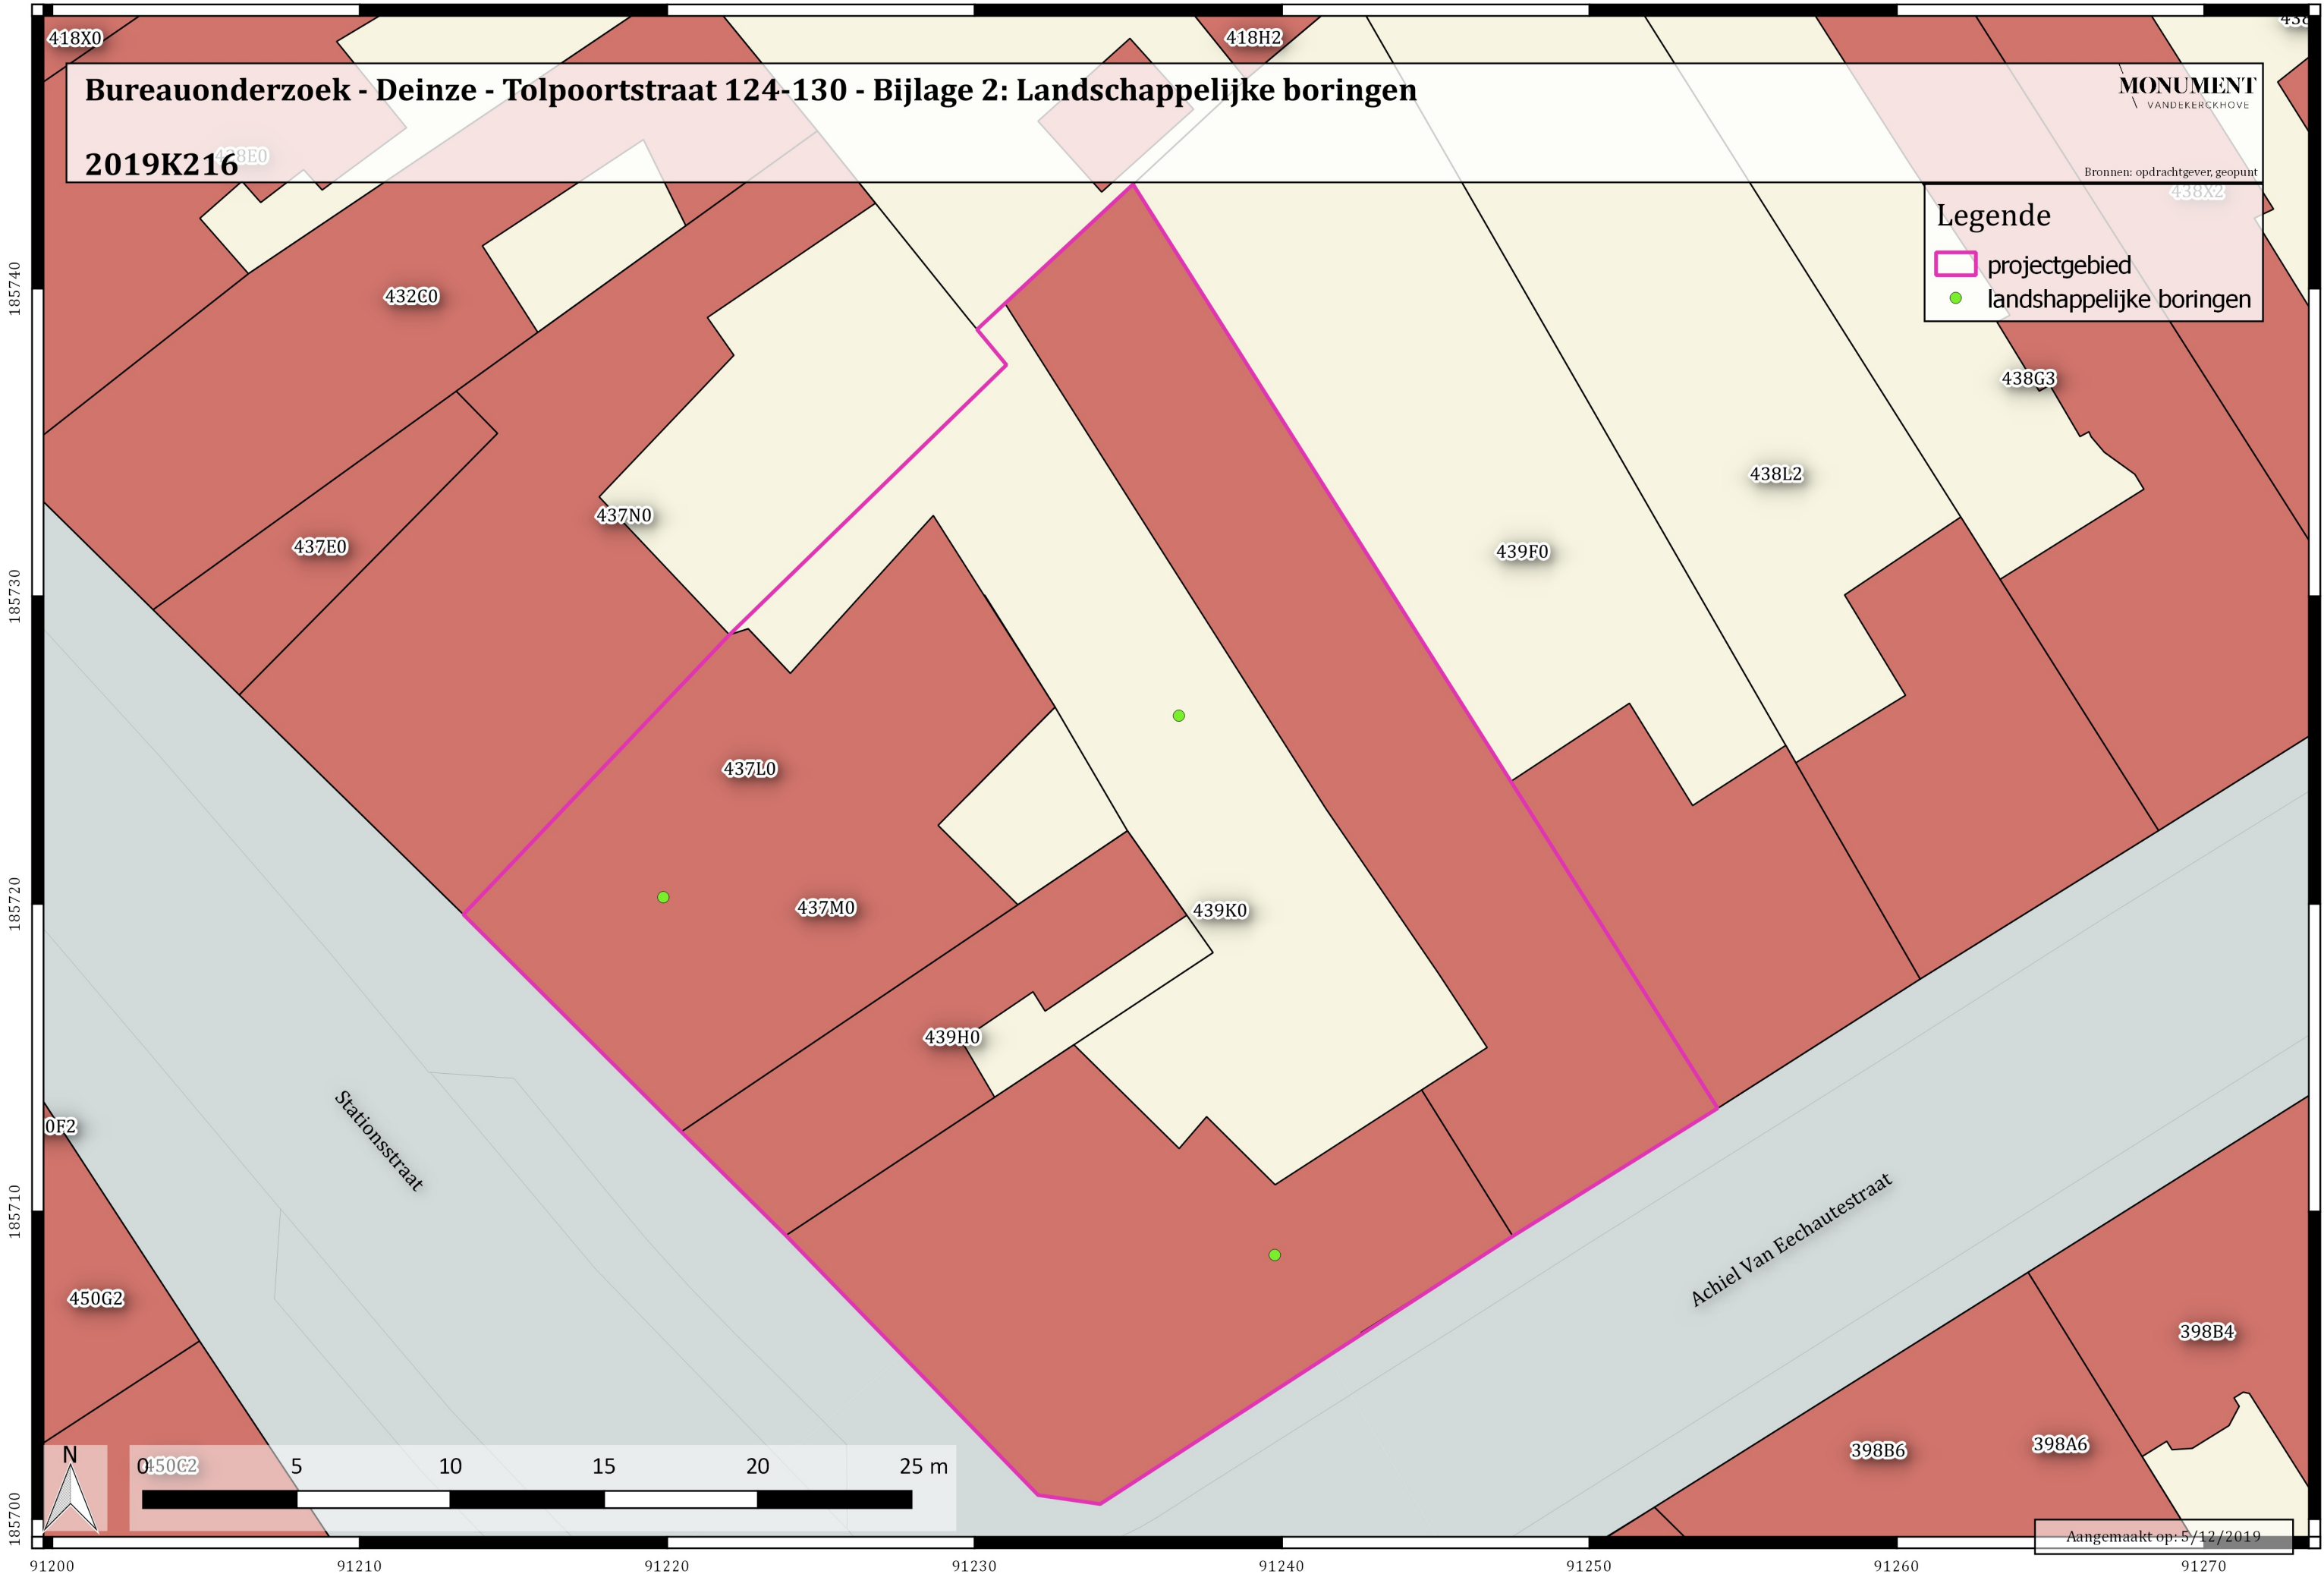 418X0
418H2
438
Bureauonderzoek - Deinze - Tolpoortstraat 124-130 - Bijlage 2: Landschappelijke boringen
MONUMENT
VANDEKERCKHOVE
438E0
2019K216
Bronnen: opdrachtgever, geopunt
438X2
Legende
projectgebied
landshappelijke boringen
185740
432C0
438G3
438L2
437N0
437E0
439F0
185730
437L0
185720
437M0
439K0
439H0
Stationsstraat
0F2
185710
Achiel Van Eechautestraat
450G2
398B4
398B6
398A6
N
0 5 10 15 20 25 m
450C2
185700
Aangemaakt op: 5/12/2019
91200 91210 91220 91230 91240 91250 91260 91270